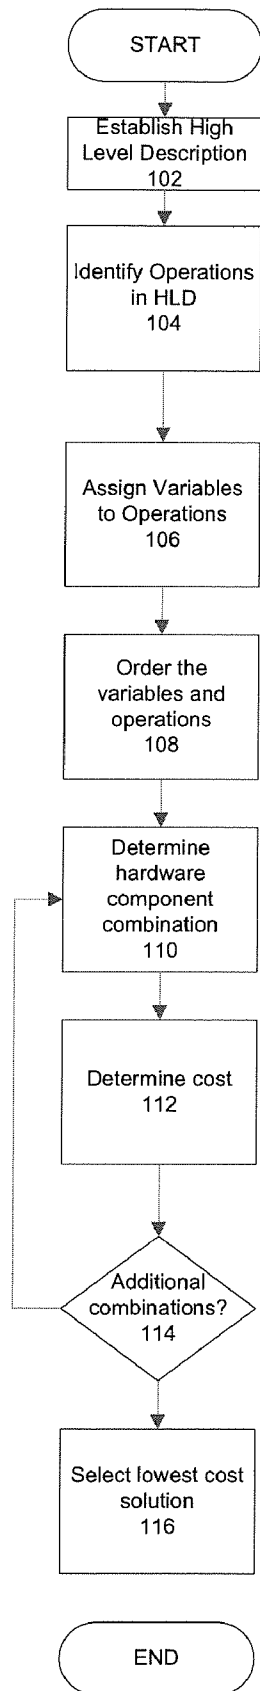 START
Establish High
Level Description
102
Identify Operations
in HLD
104
Assign Variables
to Operations
106
Order the
variables and
operations
108
Determine
hardware
component
combination
110
Determine cost
112
Additional
combinations?
114
Select lowest cost
solution
116
END